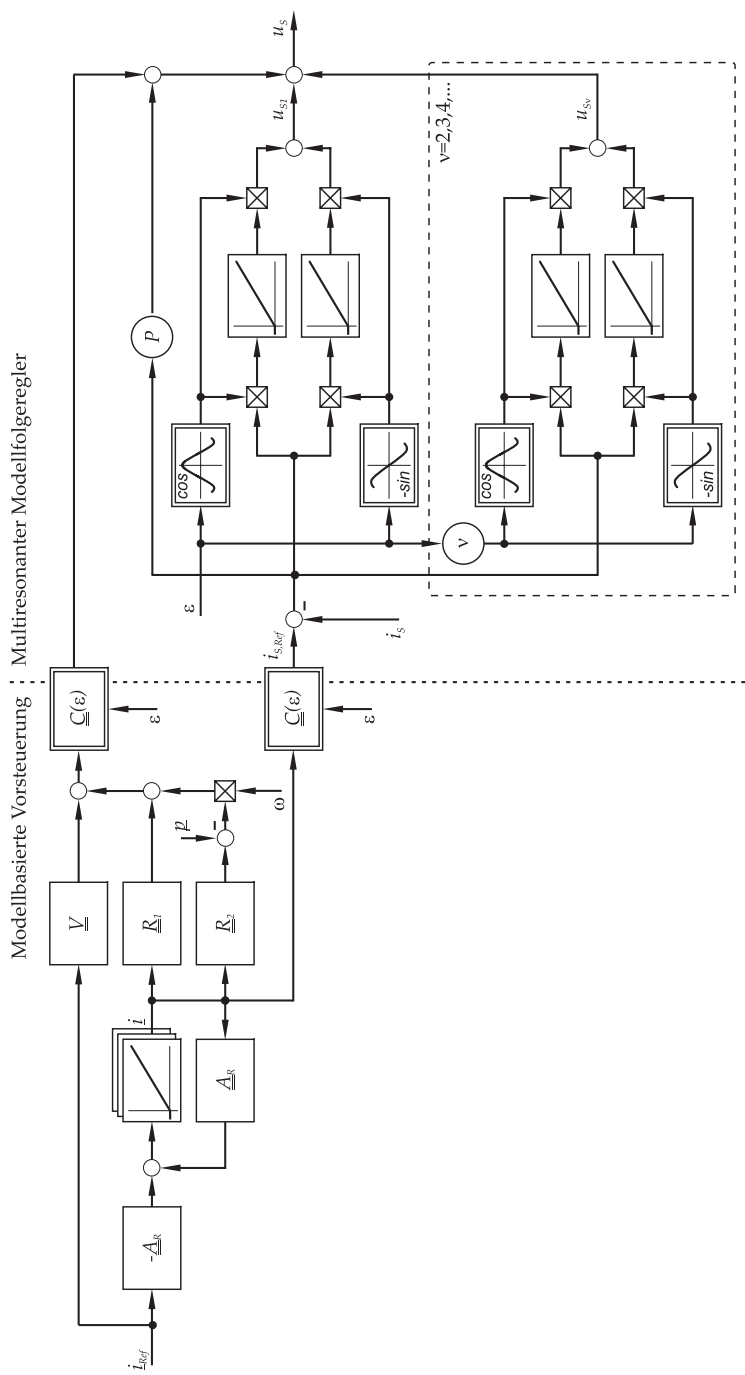 Modellbasierte Vorsteuerung
Multiresonanter Modellfolgeregler
i_Ref
-A_R
i
A_R
V
R_1
R_2
p
-
ω
C(ε)
ε
C(ε)
ε
i_S,Ref
-
i_S
ε
P
cos
-sin
u_S1
u_S
ν
ν=2,3,4,...
cos
-sin
u_Sν